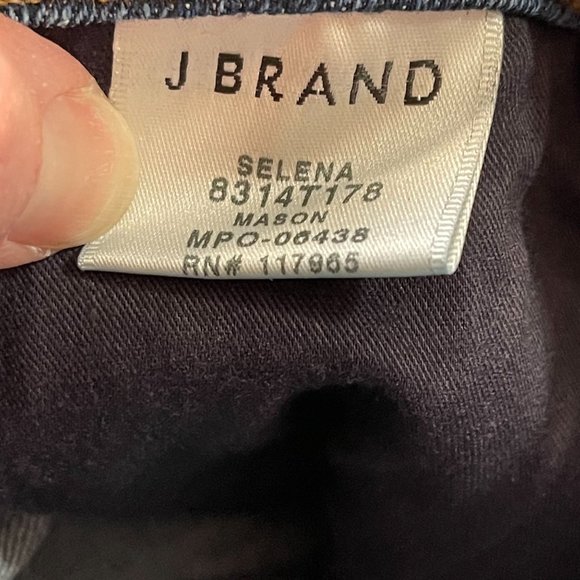 J BRAND
SELENA
8314T178
MASON
MPO-06438
RN# 117965